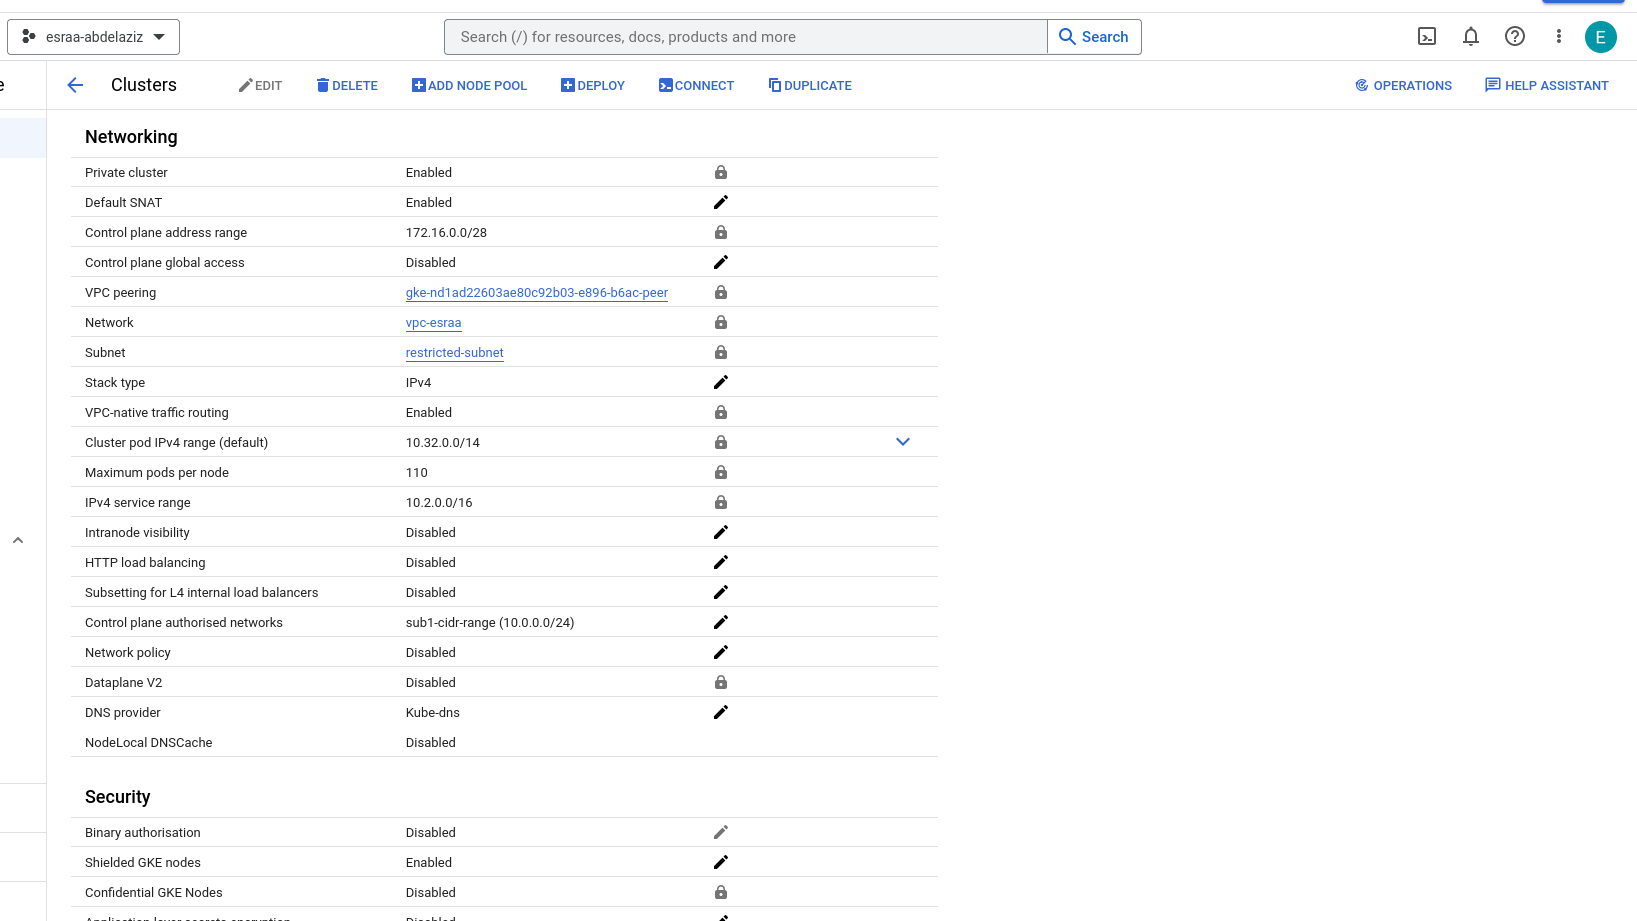 esraa-abdelaziz
Search (/) for resources, docs, products and more
Search
E
e
Clusters
EDIT
DELETE
ADD NODE POOL
DEPLOY
CONNECT
DUPLICATE
OPERATIONS
HELP ASSISTANT
Networking
Private cluster Enabled
Default SNAT Enabled
Control plane address range 172.16.0.0/28
Control plane global access Disabled
VPC peering gke-nd1ad22603ae80c92b03-e896-b6ac-peer
Network vpc-esraa
Subnet restricted-subnet
Stack type IPv4
VPC-native traffic routing Enabled
Cluster pod IPv4 range (default) 10.32.0.0/14
Maximum pods per node 110
IPv4 service range 10.2.0.0/16
Intranode visibility Disabled
HTTP load balancing Disabled
Subsetting for L4 internal load balancers Disabled
Control plane authorised networks sub1-cidr-range (10.0.0.0/24)
Network policy Disabled
Dataplane V2 Disabled
DNS provider Kube-dns
NodeLocal DNSCache Disabled
Security
Binary authorisation Disabled
Shielded GKE nodes Enabled
Confidential GKE Nodes Disabled
Application-layer secrets encryption Disabled